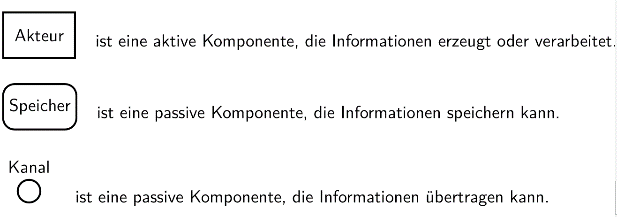 Akteur ist eine aktive Komponente, die Informationen erzeugt oder verarbeitet.
Speicher ist eine passive Komponente, die Informationen speichern kann.
Kanal
ist eine passive Komponente, die Informationen übertragen kann.